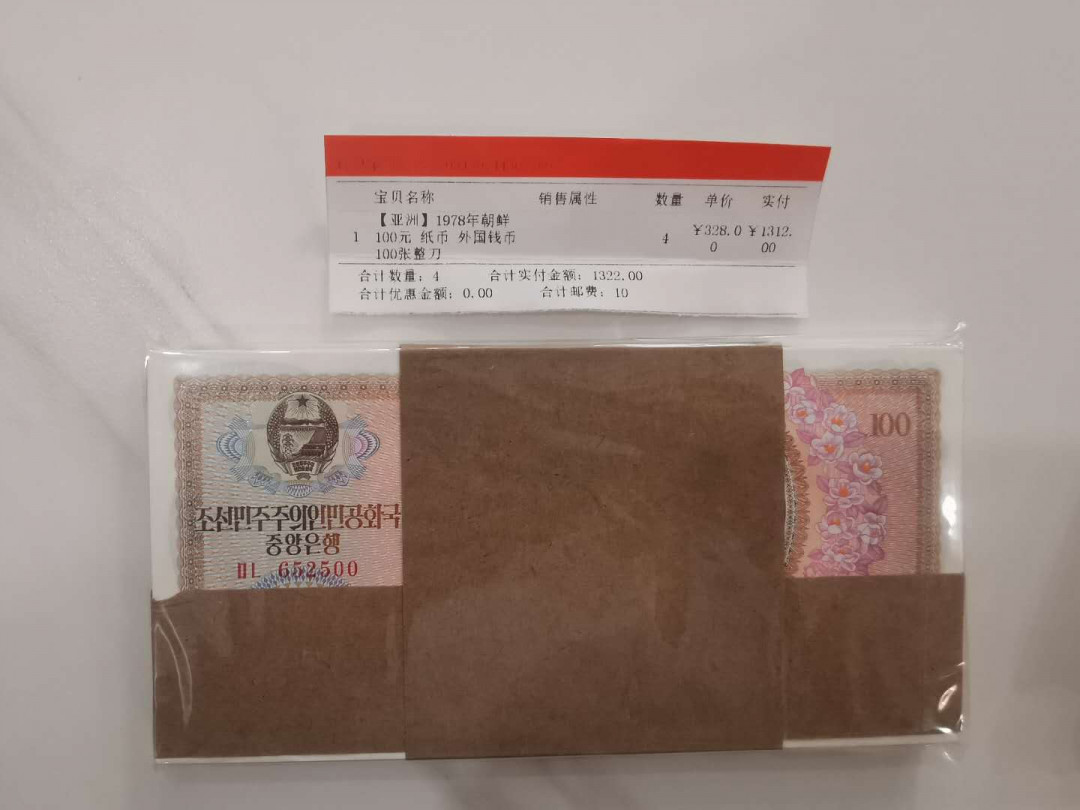 宝贝名称 销售属性 数量 单价 实付
【亚洲】1978年朝鲜
1 100元 纸币 外国钱币 4 ¥328.0 ¥1312.
100张整刀 0 00
合计数量: 4 合计实付金额: 1322.00
合计优惠金额: 0.00 合计邮费: 10
100
조선민주주의인민공화국
중앙은행
ㅁㄴ 652500